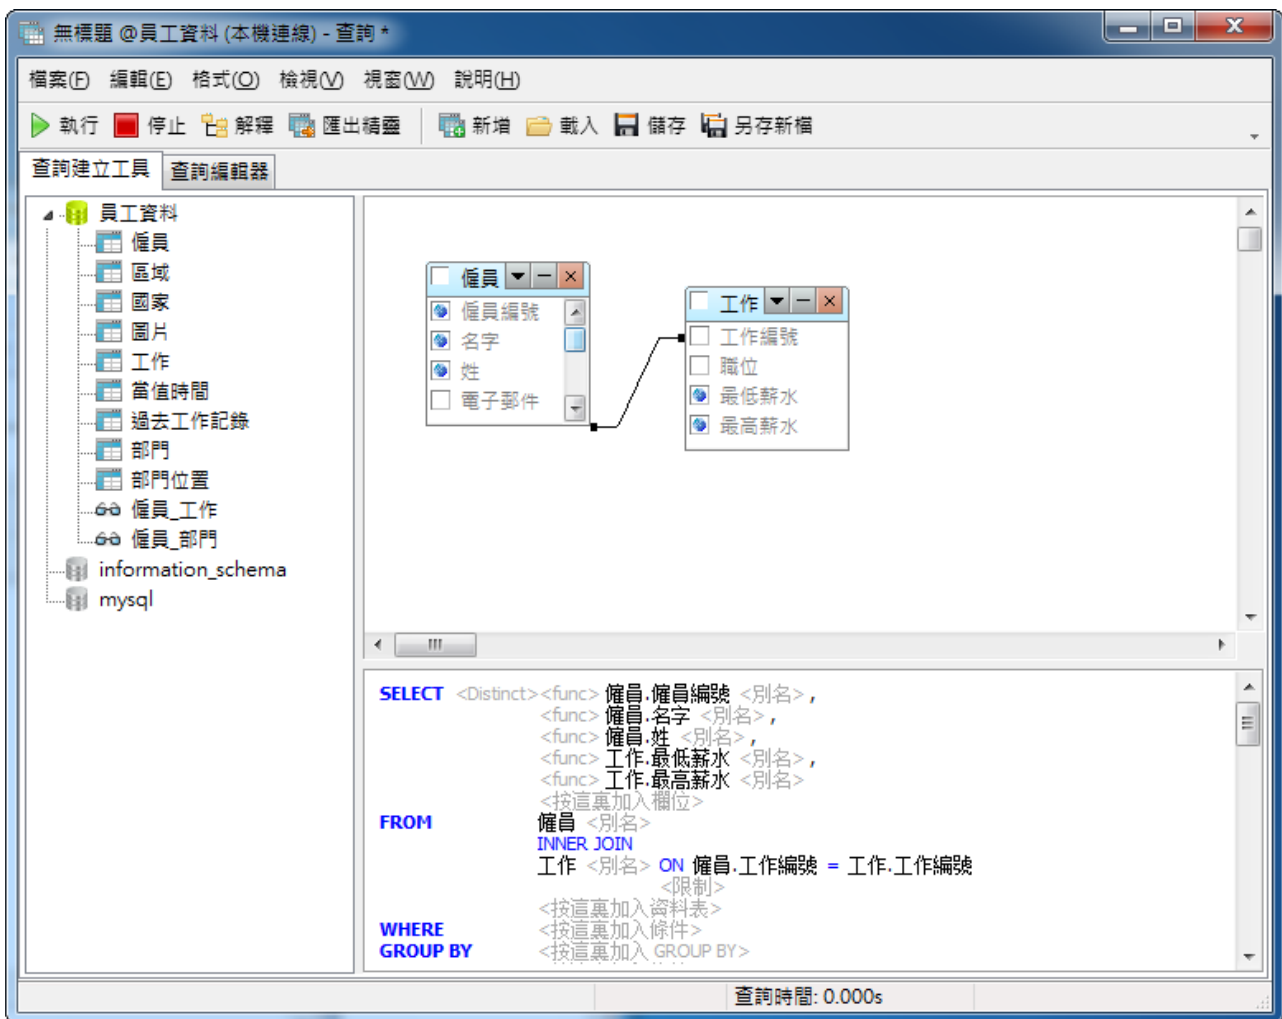 無標題 @員工資料 (本機連線) - 查詢 *
檔案(F) 編輯(E) 格式(O) 檢視(V) 視窗(W) 說明(H)
執行 停止 解釋 匯出精靈 新增 載入 儲存 另存新檔
查詢建立工具 查詢編輯器
員工資料
僱員
區域
國家
圖片
工作
當值時間
過去工作記錄
部門
部門位置
僱員_工作
僱員_部門
information_schema
mysql
僱員
僱員編號
名字
姓
電子郵件
工作
工作編號
職位
最低薪水
最高薪水
SELECT <Distinct><func> 僱員.僱員編號 <別名>,
<func> 僱員.名字 <別名>,
<func> 僱員.姓 <別名>,
<func> 工作.最低薪水 <別名>,
<func> 工作.最高薪水 <別名>
<按這裏加入欄位>
FROM 僱員 <別名>
INNER JOIN
工作 <別名> ON 僱員.工作編號 = 工作.工作編號
<限制>
<按這裏加入資料表>
WHERE <按這裏加入條件>
GROUP BY <按這裏加入 GROUP BY>
查詢時間: 0.000s